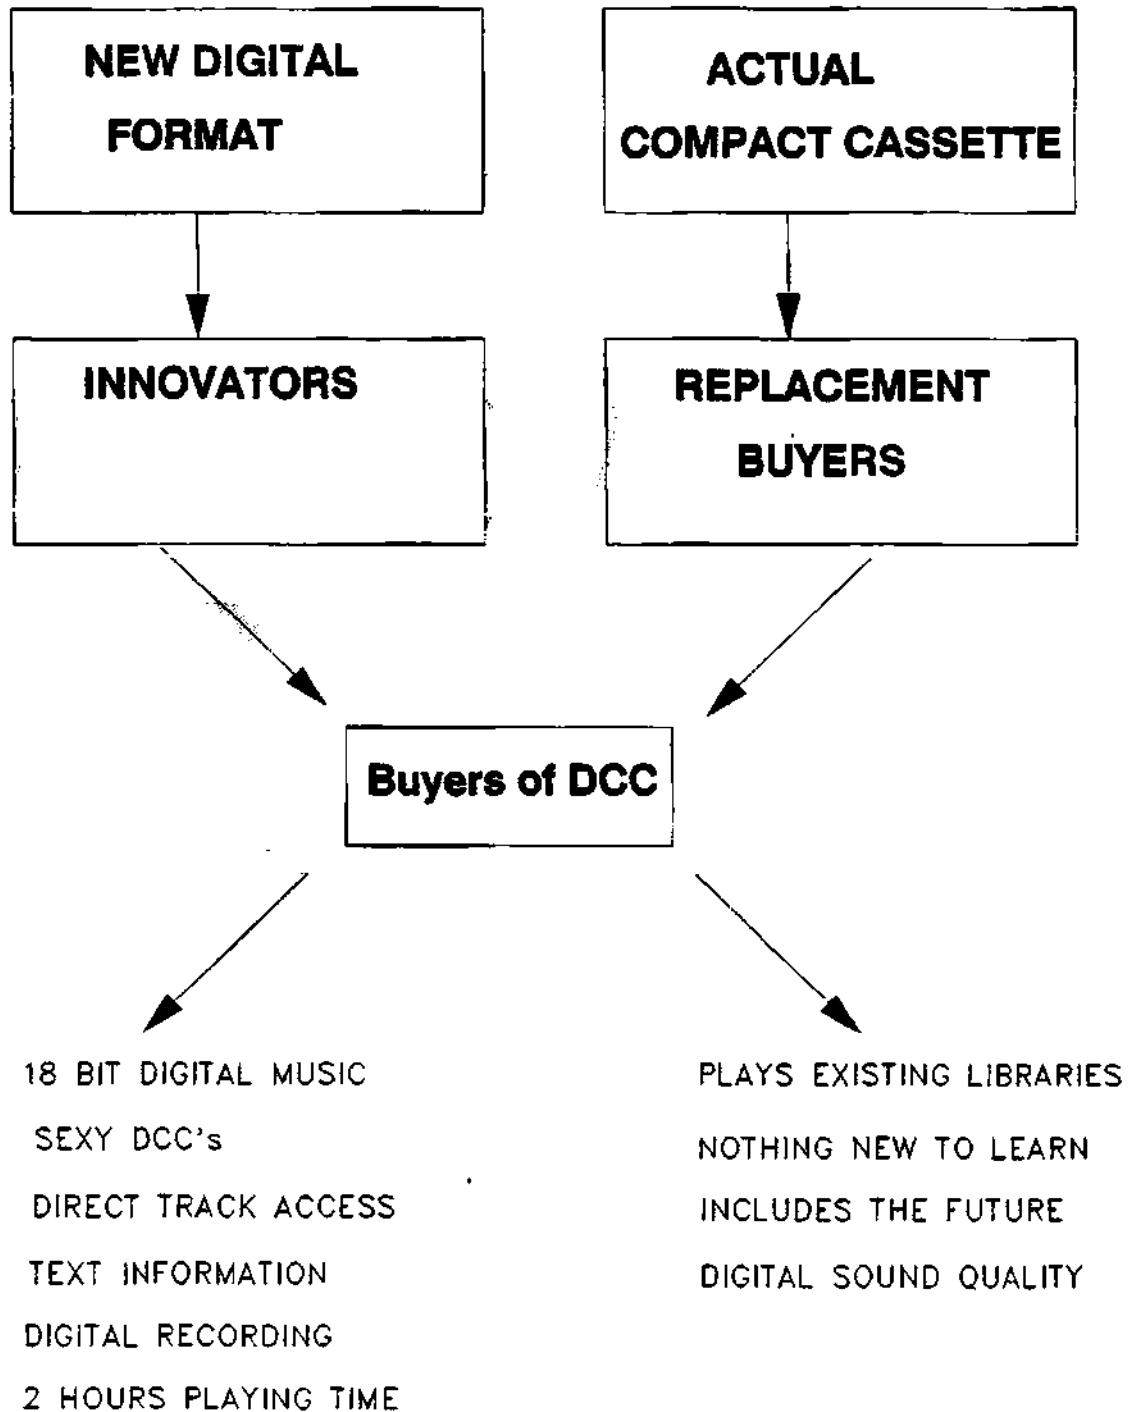 NEW DIGITAL
FORMAT
ACTUAL
COMPACT CASSETTE
INNOVATORS
REPLACEMENT
BUYERS
Buyers of DCC
18 BIT DIGITAL MUSIC
SEXY DCC's
DIRECT TRACK ACCESS
TEXT INFORMATION
DIGITAL RECORDING
2 HOURS PLAYING TIME
PLAYS EXISTING LIBRARIES
NOTHING NEW TO LEARN
INCLUDES THE FUTURE
DIGITAL SOUND QUALITY